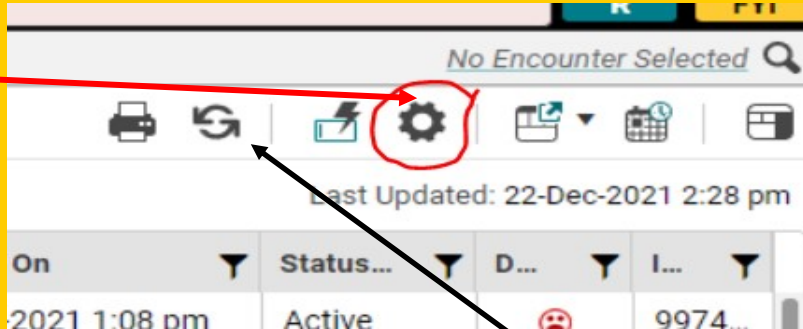 R FYI
No Encounter Selected
Last Updated: 22-Dec-2021 2:28 pm
On Status... D... I...
-2021 1:08 pm Active 9974...